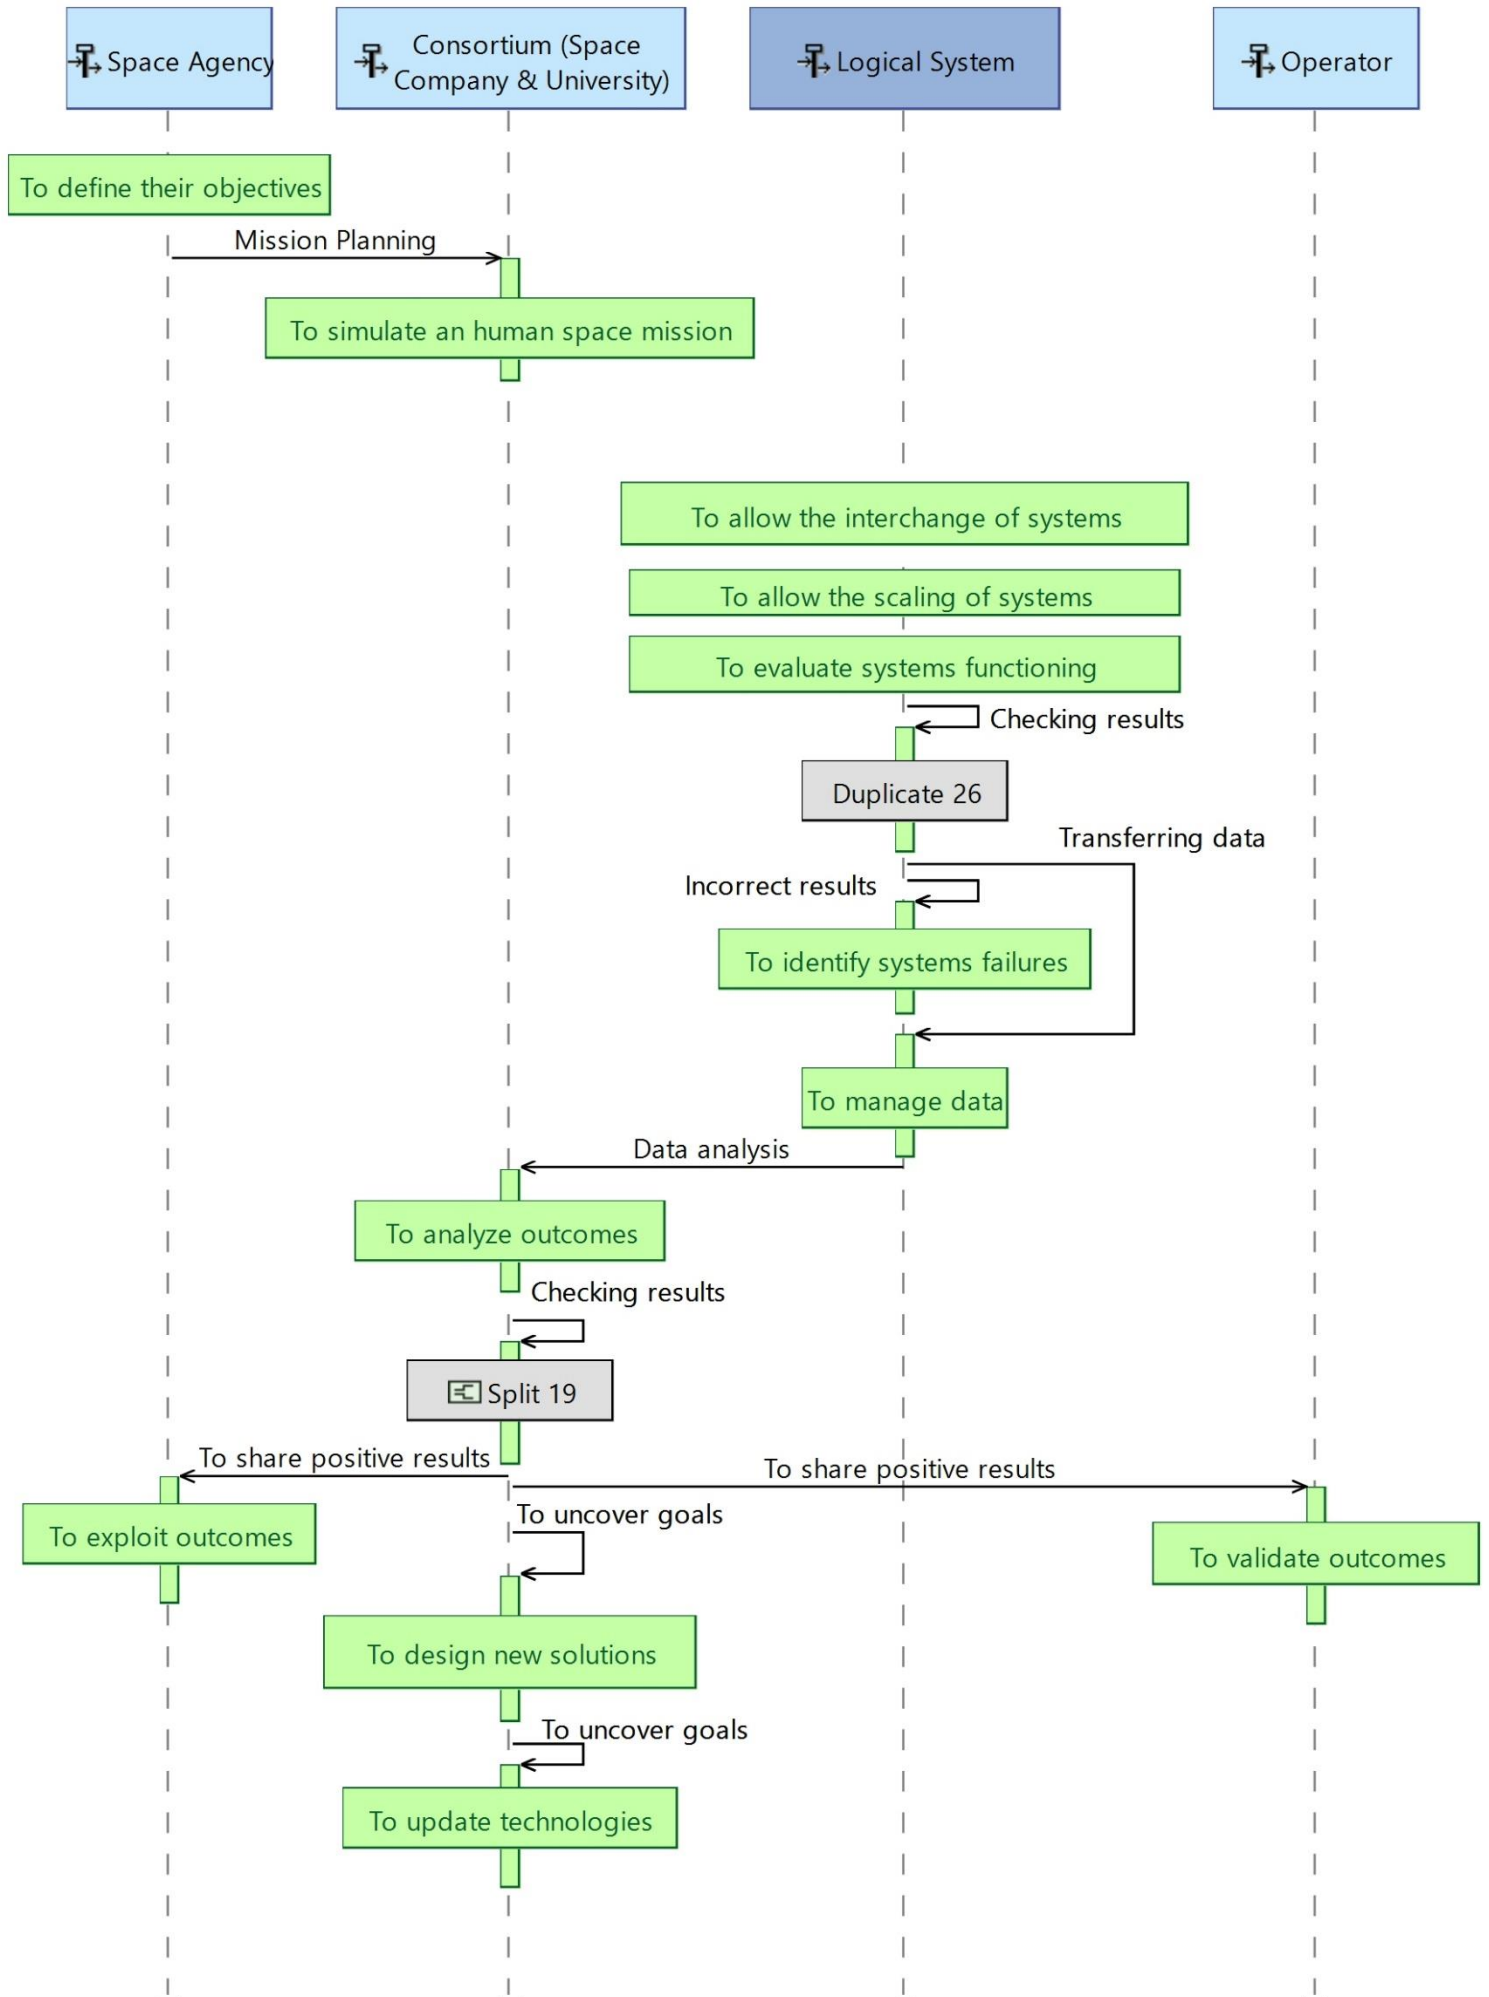 Space Agency
Consortium (Space
Company & University)
Logical System
Operator
To define their objectives
Mission Planning
To simulate an human space mission
To allow the interchange of systems
To allow the scaling of systems
To evaluate systems functioning
Checking results
Duplicate 26
Transferring data
Incorrect results
To identify systems failures
To manage data
Data analysis
To analyze outcomes
Checking results
Split 19
To share positive results
To share positive results
To uncover goals
To exploit outcomes
To validate outcomes
To design new solutions
To uncover goals
To update technologies